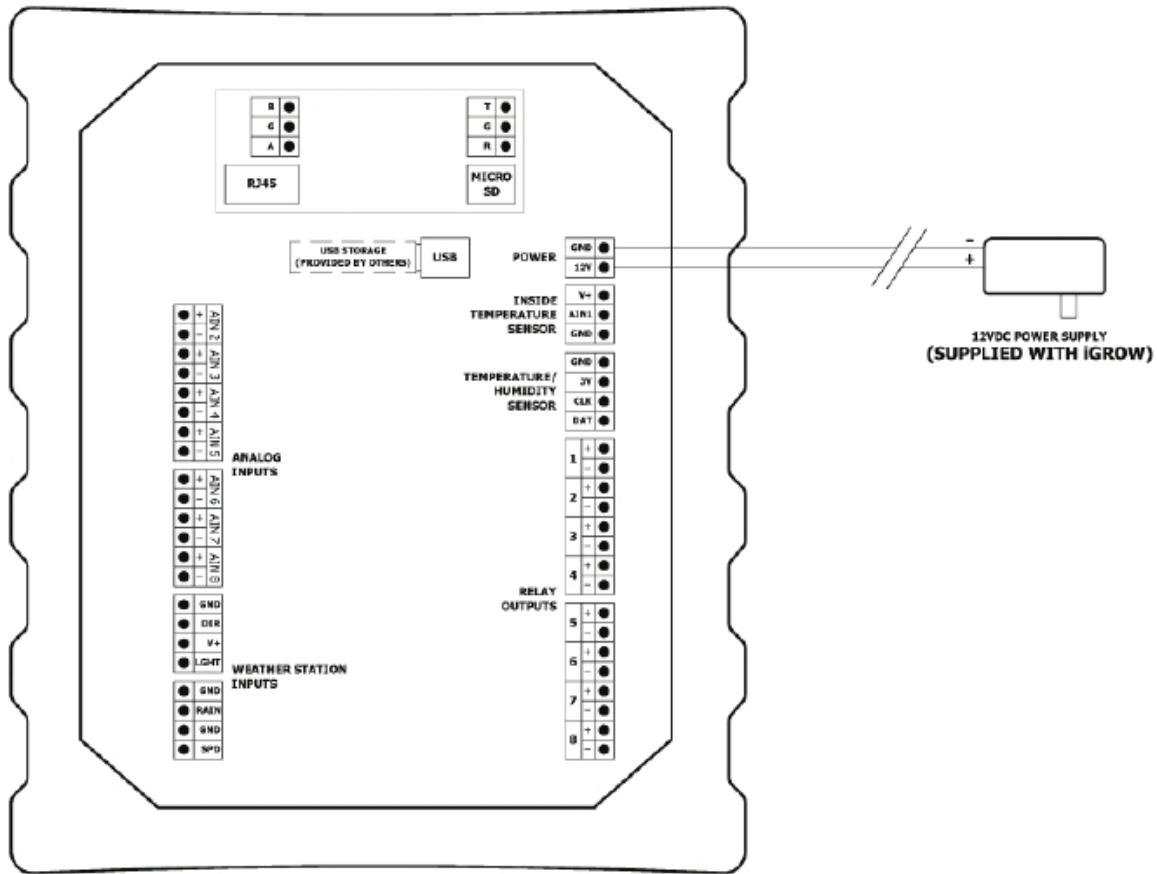 B
G
A
T
G
R
RJ45
MICRO
SD
USB STORAGE
(PROVIDED BY OTHERS)
USB
POWER
GND
12V
-
+
12VDC POWER SUPPLY
(SUPPLIED WITH iGROW)
INSIDE
TEMPERATURE
SENSOR
V+
AIN1
GND
TEMPERATURE/
HUMIDITY
SENSOR
GND
3V
CLK
DAT
+ AIN 2
-
+ AIN 3
-
+ AIN 4
-
+ AIN 5
-
ANALOG
INPUTS
+ AIN 6
-
+ AIN 7
-
+ AIN 8
-
GND
DIR
V+
LGHT
WEATHER STATION
INPUTS
GND
RAIN
GND
SPD
RELAY
OUTPUTS
1 +
-
2 +
-
3 +
-
4 +
-
5 +
-
6 +
-
7 +
-
8 +
-